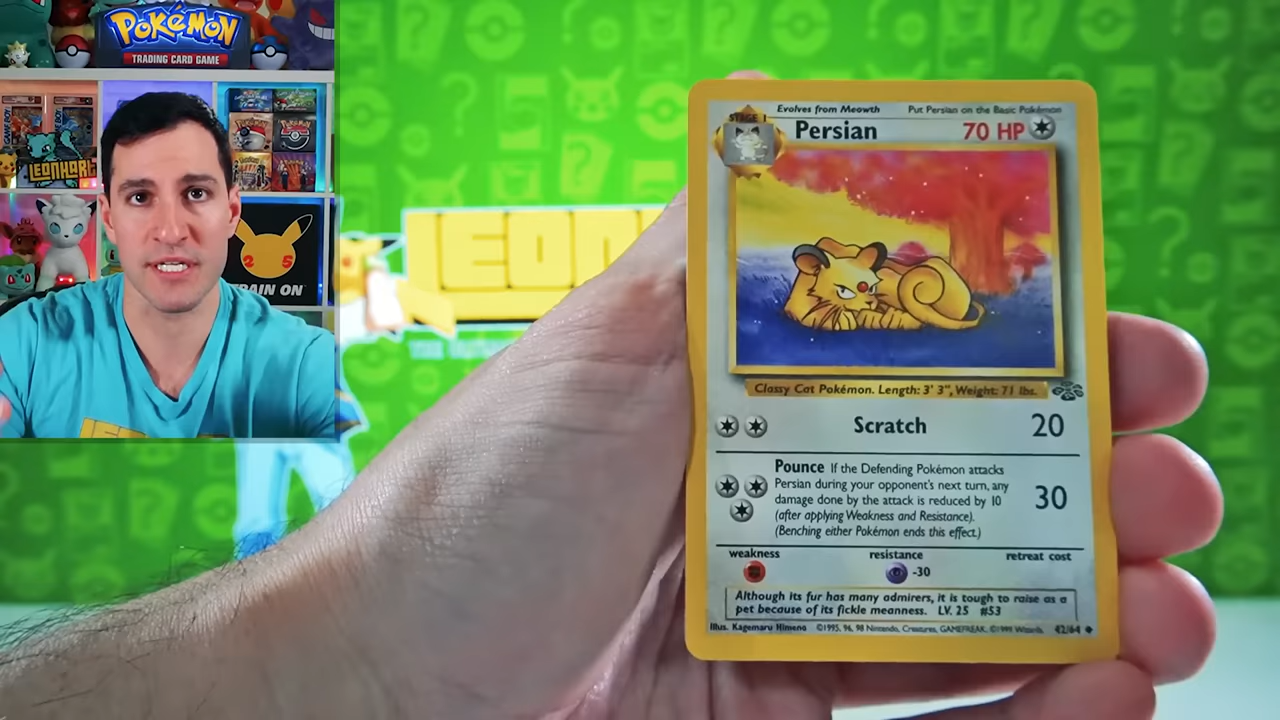 POKéMON
TRADING CARD GAME
LEONHART
25
TRAIN ON
LEON
Evolves from Meowth
Put Persian on the Basic Pokémon
STAGE 1
Persian
70 HP
Classy Cat Pokémon. Length: 3' 3", Weight: 71 lbs.
Scratch 20
Pounce If the Defending Pokémon attacks
Persian during your opponent's next turn, any
damage done by the attack is reduced by 10
(after applying Weakness and Resistance).
(Benching either Pokémon ends this effect.)
30
weakness resistance retreat cost
-30
Although its fur has many admirers, it is tough to raise as a
pet because of its fickle meanness. LV. 25 #53
Illus. Kagemaru Himeno ©1995, 96, 98 Nintendo, Creatures, GAMEFREAK. ©1999 Wizards. 42/64